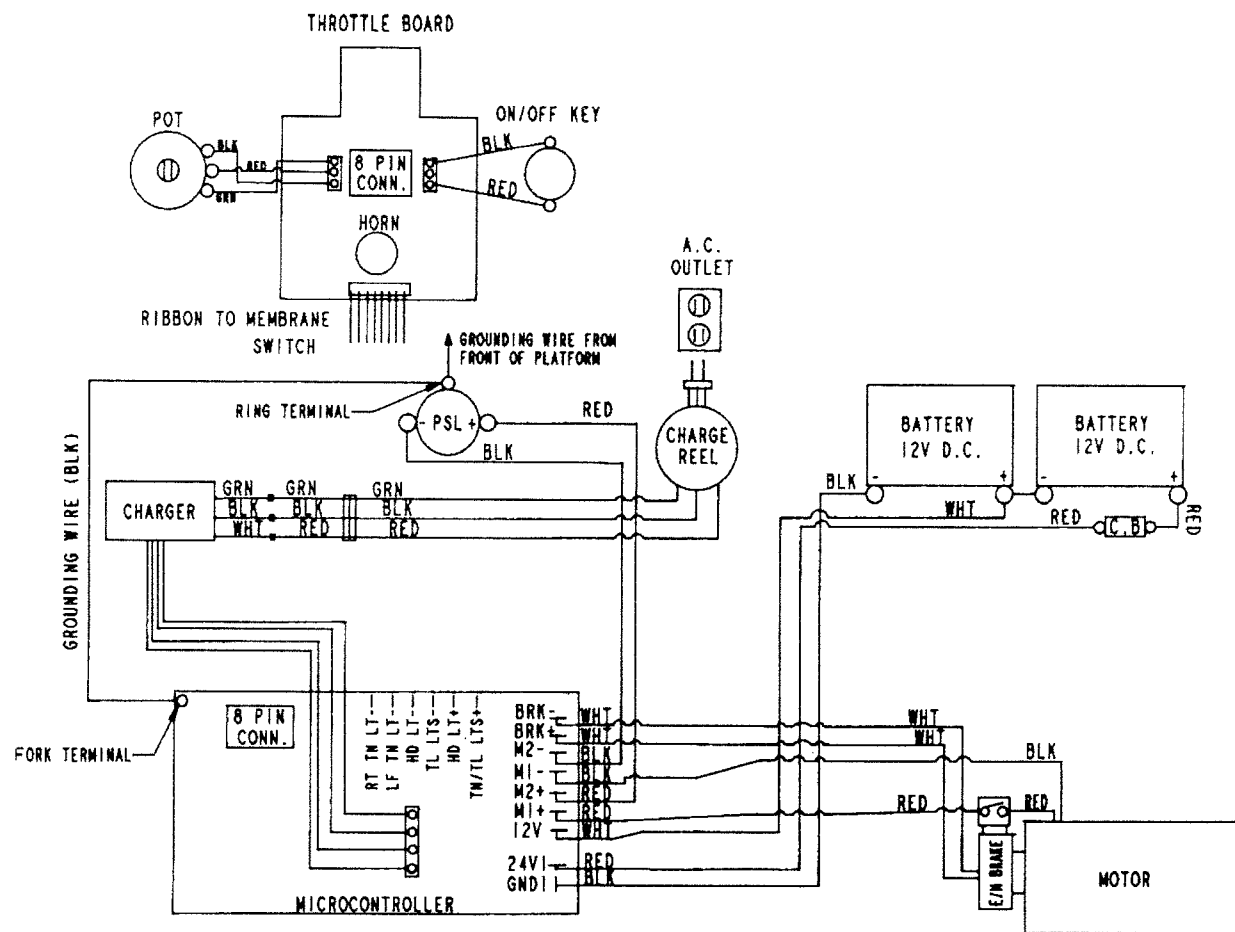 THROTTLE BOARD
POT
BLK
RED
GRN
8 PIN
CONN.
ON/OFF KEY
BLK
RED
HORN
RIBBON TO MEMBRANE
SWITCH
A.C.
OUTLET
GROUNDING WIRE FROM
FRONT OF PLATFORM
RING TERMINAL
- PSL +
RED
BLK
CHARGE
REEL
BATTERY
12V D.C.
- +
BATTERY
12V D.C.
- +
BLK
WHT
RED
C.B
RED
GROUNDING WIRE (BLK)
CHARGER
GRN GRN GRN
BLK BLK BLK
WHT RED RED
FORK TERMINAL
8 PIN
CONN.
RT TN LT-
LF TN LT-
HD LT-
TL LTS-
HD LT+
TN/TL LTS+
BRK- WHT WHT
BRK+ WHT WHT
M2- BLK
M1- BLK BLK
M2+ RED
M1+ RED RED RED
12V WHT
24VI RED
GNDI BLK
MICROCONTROLLER
E/N BRAKE
MOTOR